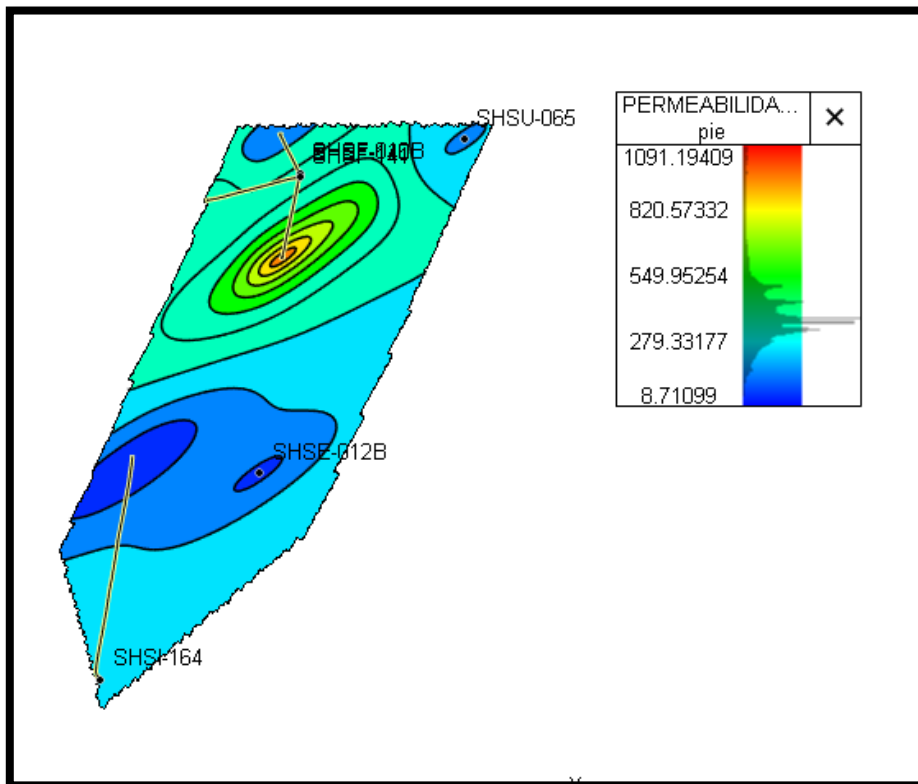 SHSU-065
SHSI-164
SHSE-012B
PERMEABILIDA...
pie
1091.19409
820.57332
549.95254
279.33177
8.71099